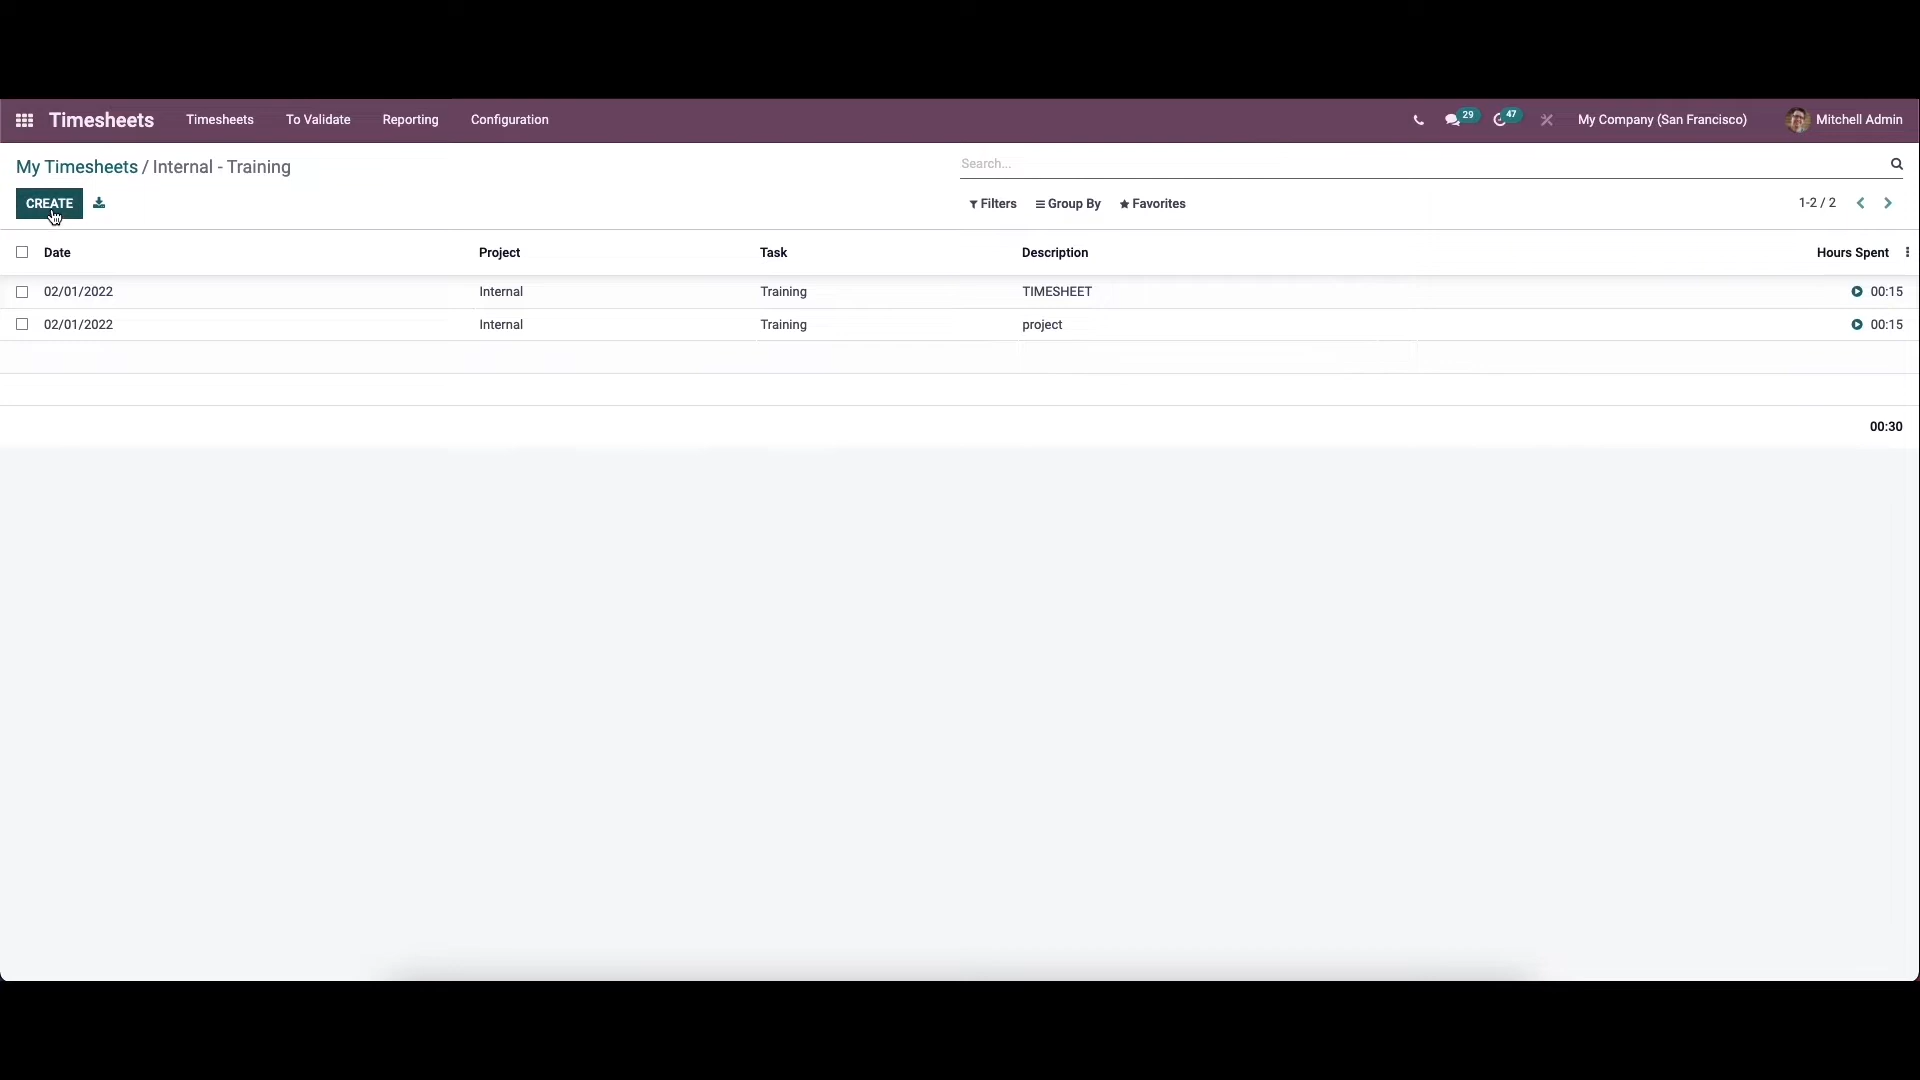 Timesheets Timesheets To Validate Reporting Configuration 29 47 My Company (San Francisco) Mitchell Admin
My Timesheets / Internal - Training Search...
CREATE Filters Group By Favorites 1-2 / 2
Date Project Task Description Hours Spent
02/01/2022 Internal Training TIMESHEET 00:15
02/01/2022 Internal Training project 00:15
00:30